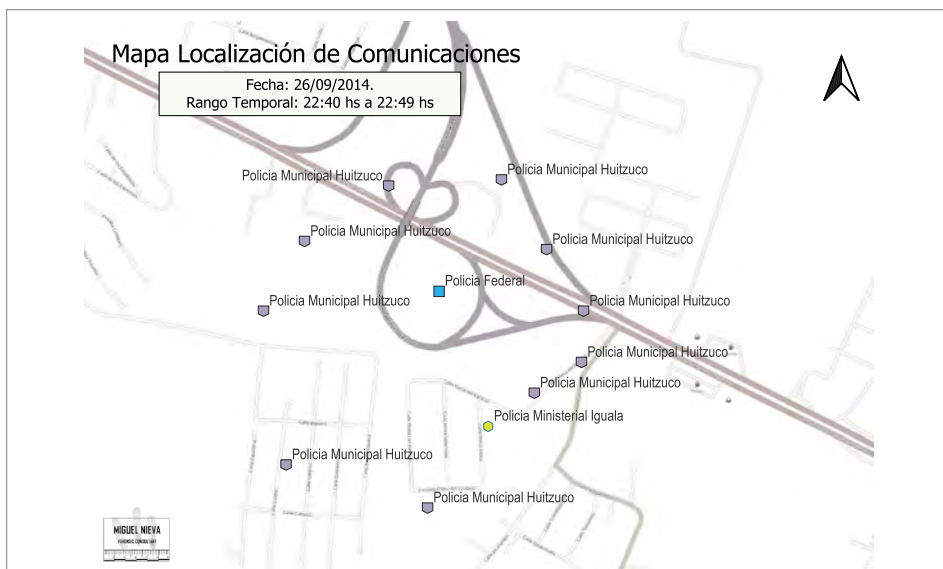 Mapa Localización de Comunicaciones
Fecha: 26/09/2014.
Rango Temporal: 22:40 hs a 22:49 hs
Policia Municipal Huitzuco
Policia Municipal Huitzuco
Policia Municipal Huitzuco
Policia Municipal Huitzuco
Policia Federal
Policia Municipal Huitzuco
Policia Municipal Huitzuco
Policia Municipal Huitzuco
Policia Municipal Huitzuco
Policia Ministerial Iguala
Policia Municipal Huitzuco
Policia Municipal Huitzuco
MIGUEL NIEVA
FORENSIC CONSULTANT